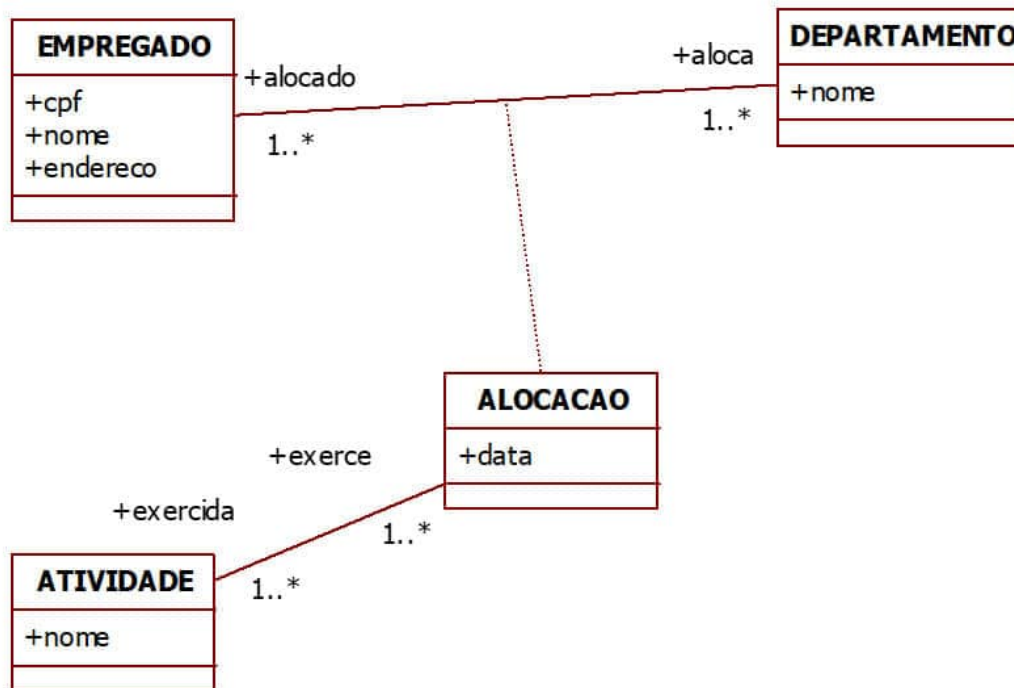 EMPREGADO
+cpf
+nome
+endereco
+alocado
1..*
+aloca
1..*
DEPARTAMENTO
+nome
ALOCACAO
+data
+exerce
1..*
+exercida
1..*
ATIVIDADE
+nome